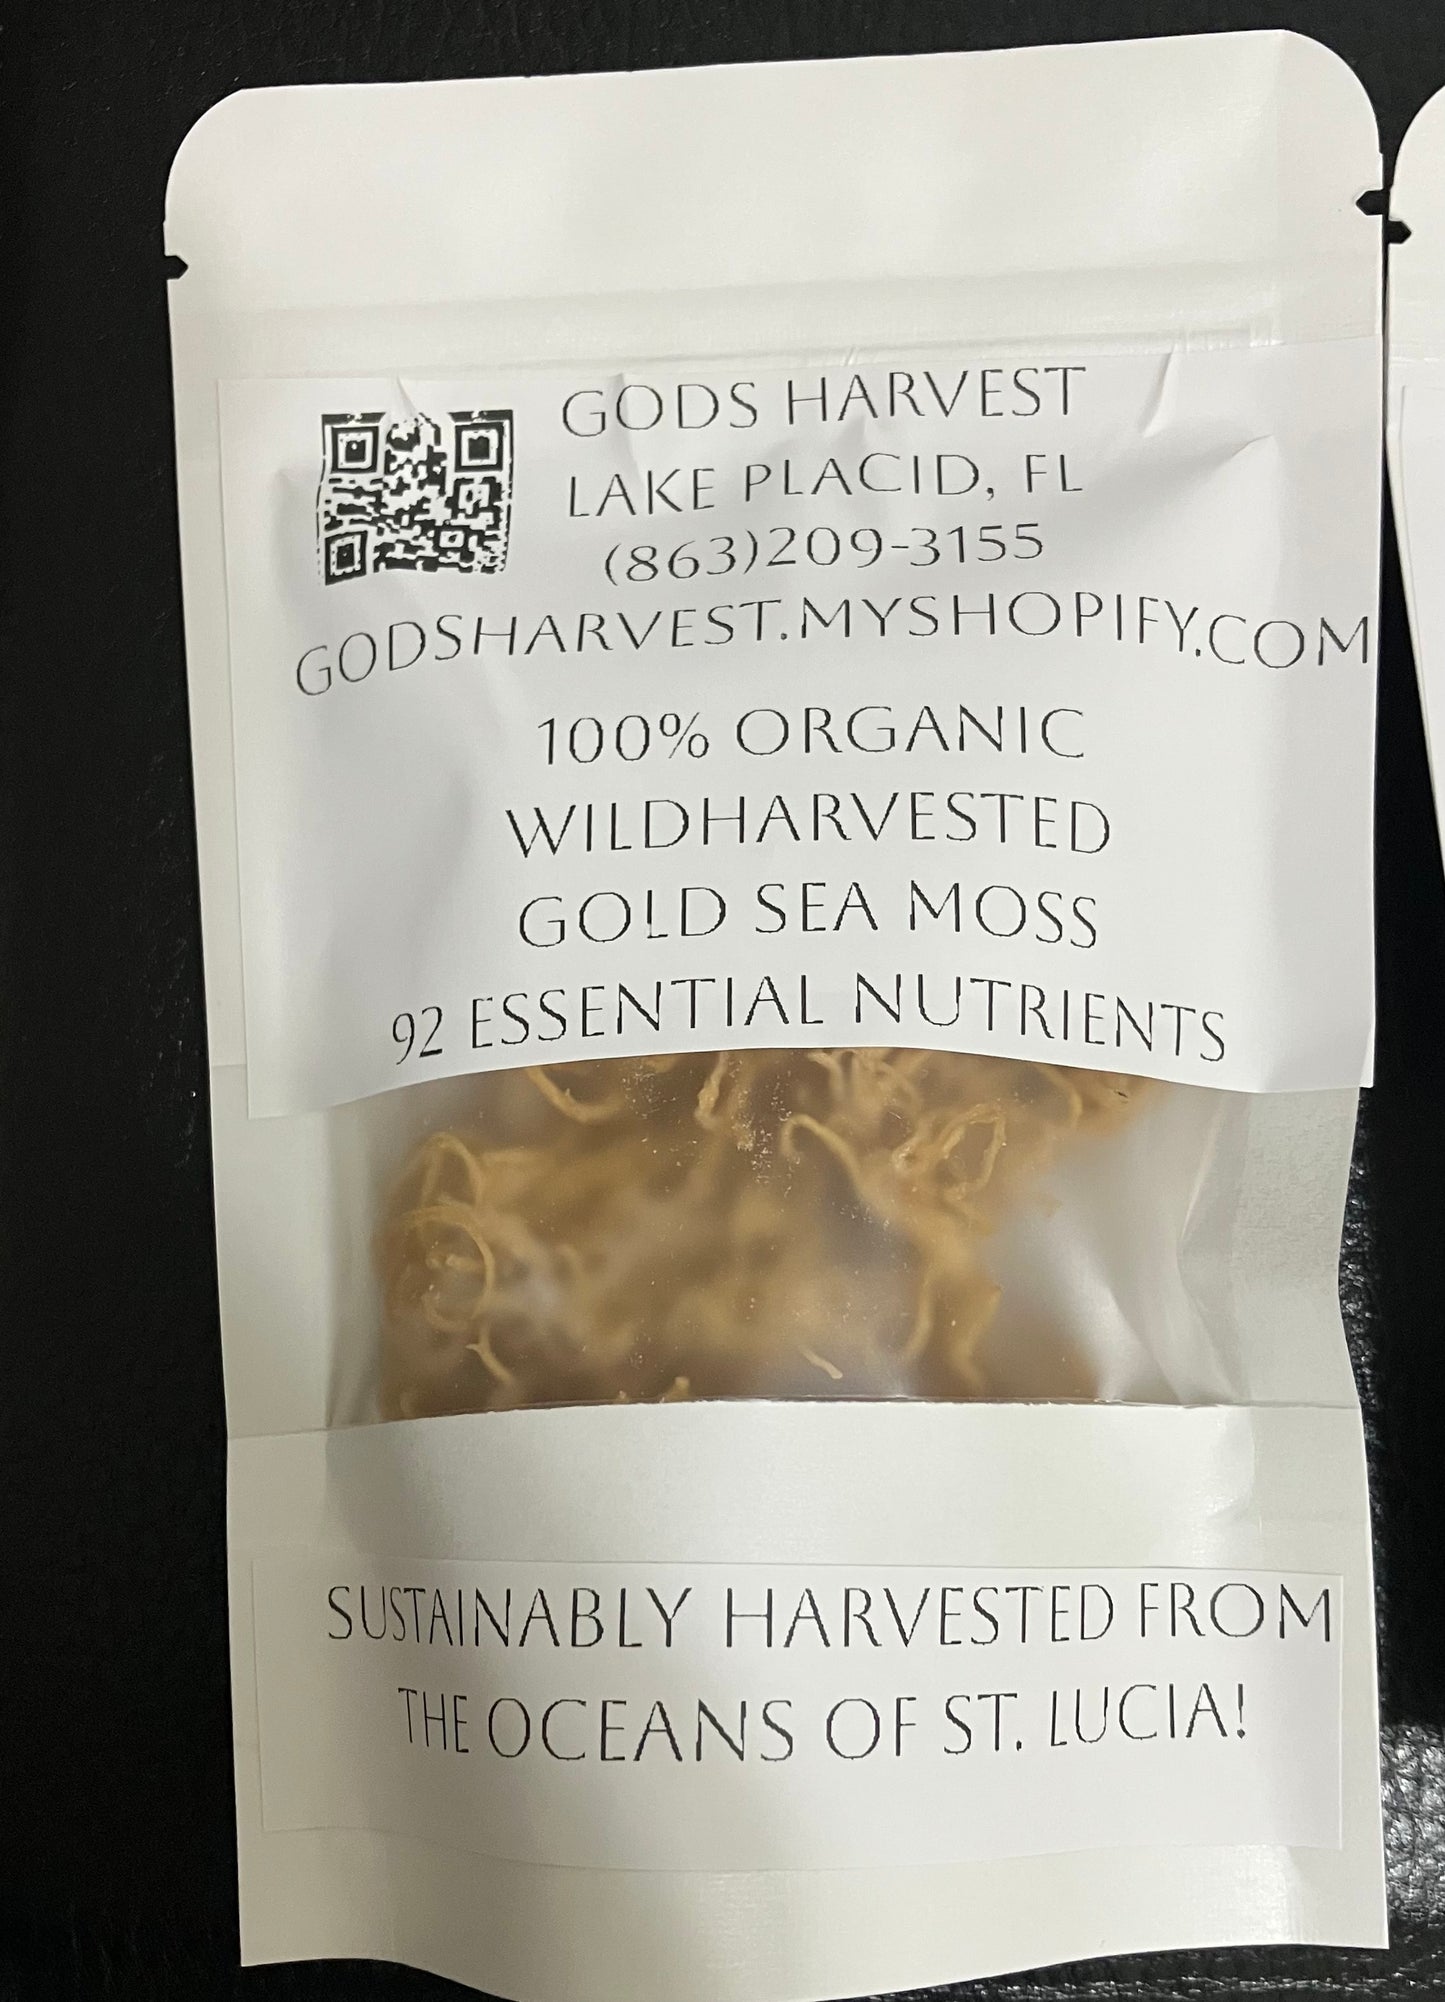 GODS HARVEST
LAKE PLACID, FL
(863)209-3155
GODSHARVEST.MYSHOPIFY.COM
100% ORGANIC
WILDHARVESTED
GOLD SEA MOSS
92 ESSENTIAL NUTRIENTS
SUSTAINABLY HARVESTED FROM
THE OCEANS OF ST. LUCIA!